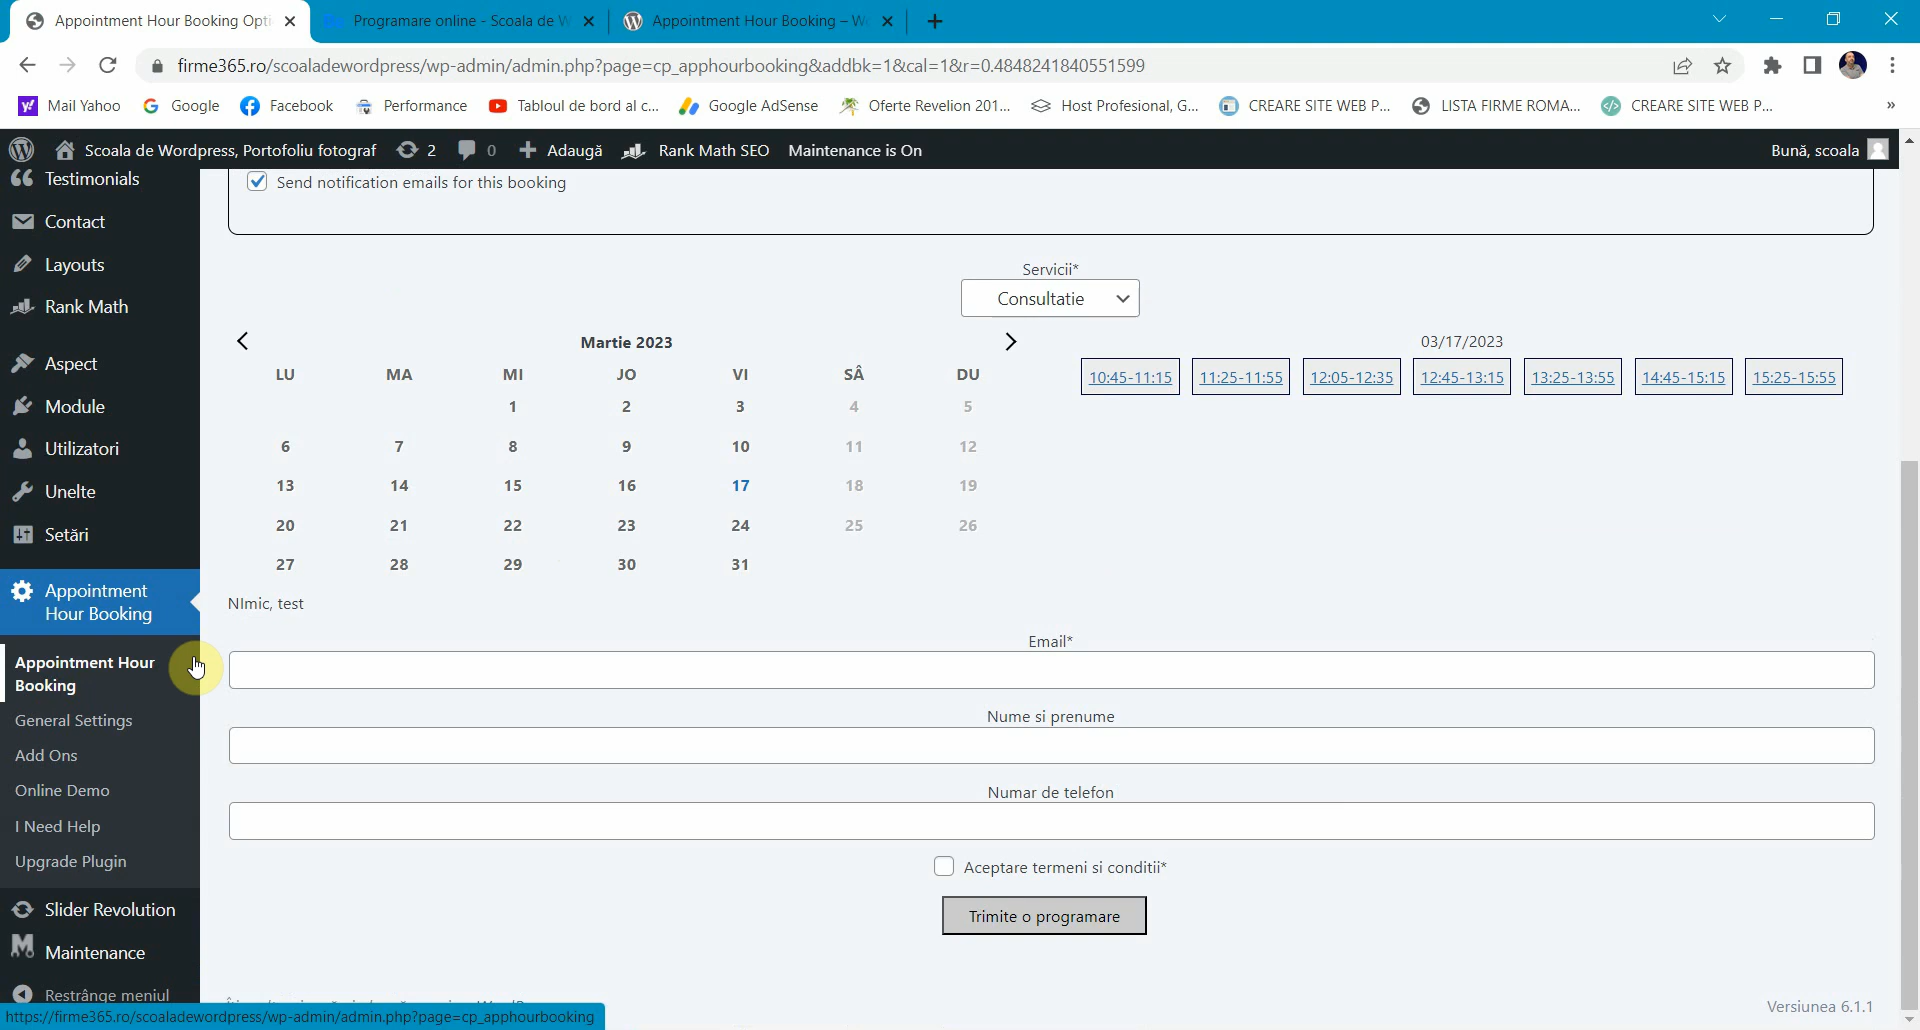 Appointment Hour Booking Opti
Programare online - Scoala de W
Appointment Hour Booking – W
firme365.ro/scoaladewordpress/wp-admin/admin.php?page=cp_apphourbooking&addbk=1&cal=1&r=0.4848241840551599
Mail Yahoo
Google
Facebook
Performance
Tabloul de bord al c...
Google AdSense
Oferte Revelion 201...
Host Profesional, G...
CREARE SITE WEB P...
LISTA FIRME ROMA...
CREARE SITE WEB P...
»
Scoala de Wordpress, Portofoliu fotograf
2
0
Adaugă
Rank Math SEO
Maintenance is On
Bună, scoala
Testimonials
Contact
Layouts
Rank Math
Aspect
Module
Utilizatori
Unelte
Setări
Appointment
Hour Booking
Appointment Hour
Booking
General Settings
Add Ons
Online Demo
I Need Help
Upgrade Plugin
Slider Revolution
Maintenance
Restrânge meniul
https://firme365.ro/scoaladewordpress/wp-admin/admin.php?page=cp_apphourbooking
Send notification emails for this booking
Servicii*
Consultatie
Martie 2023
LU MA MI JO VI SÂ DU
1 2 3 4 5
6 7 8 9 10 11 12
13 14 15 16 17 18 19
20 21 22 23 24 25 26
27 28 29 30 31
03/17/2023
10:45-11:15 11:25-11:55 12:05-12:35 12:45-13:15 13:25-13:55 14:45-15:15 15:25-15:55
NImic, test
Email*
Nume si prenume
Numar de telefon
Aceptare termeni si conditii*
Trimite o programare
Versiunea 6.1.1